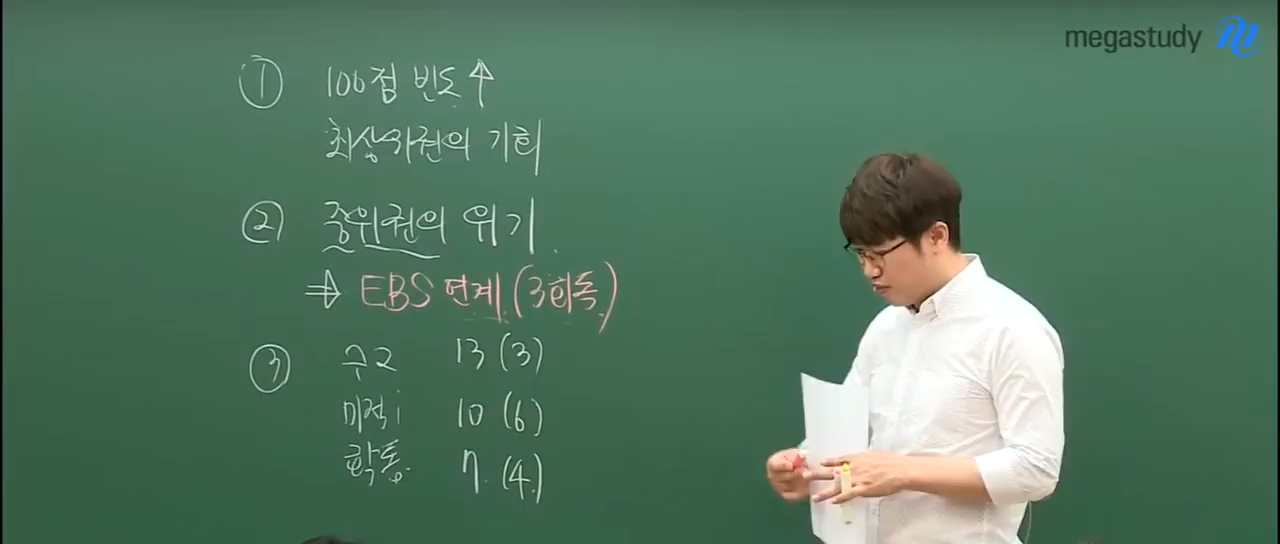 megastudy
① 100점 빈도↑
최상위권의 기회
② 중위권의 위기.
⇒ EBS 연계 (3회독)
③ 수2 13 (3)
미적i 10 (6)
확통. 7. (4)